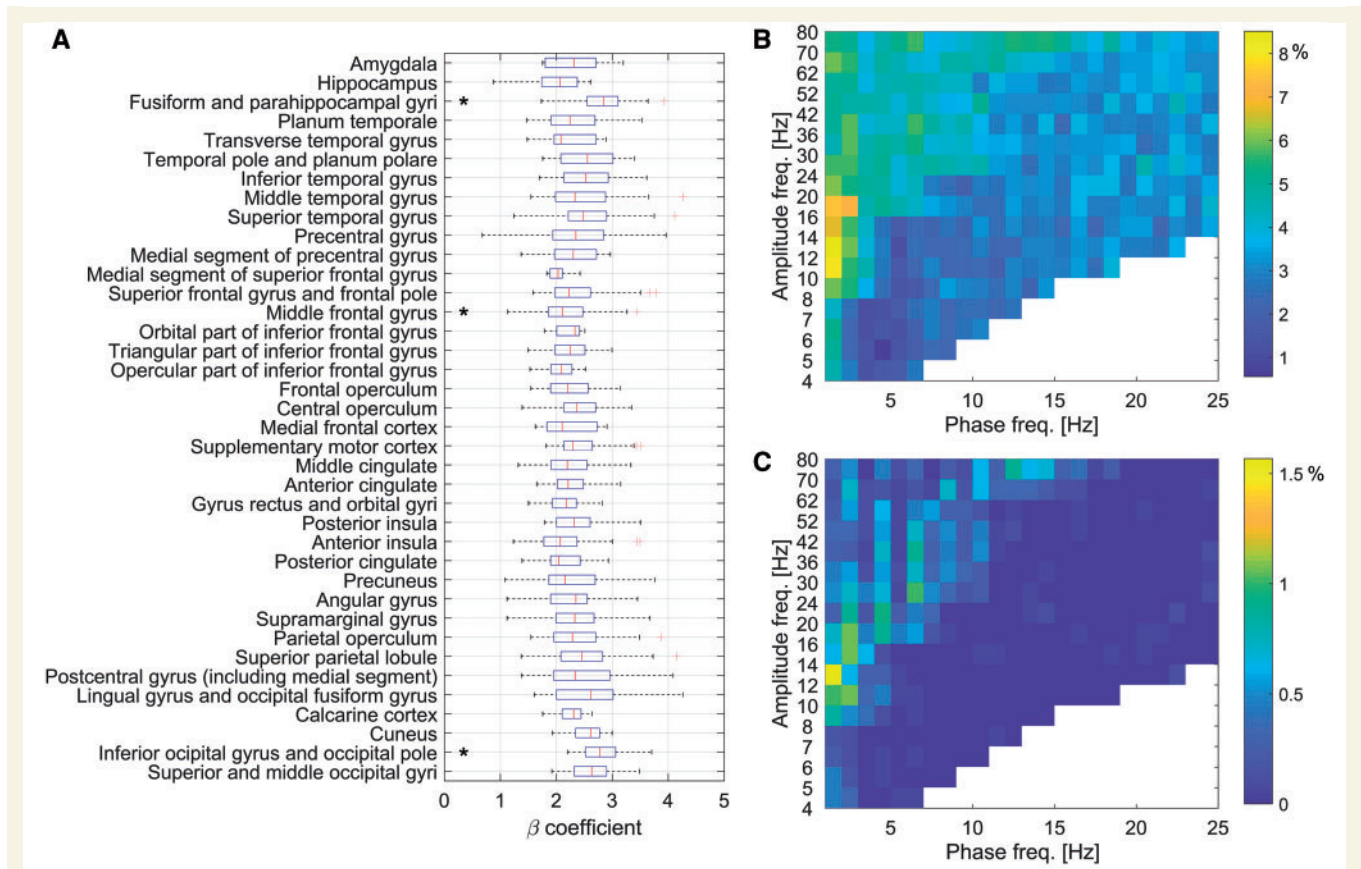 A
Amygdala
Hippocampus
Fusiform and parahippocampal gyri *
Planum temporale
Transverse temporal gyrus
Temporal pole and planum polare
Inferior temporal gyrus
Middle temporal gyrus
Superior temporal gyrus
Precentral gyrus
Medial segment of precentral gyrus
Medial segment of superior frontal gyrus
Superior frontal gyrus and frontal pole
Middle frontal gyrus *
Orbital part of inferior frontal gyrus
Triangular part of inferior frontal gyrus
Opercular part of inferior frontal gyrus
Frontal operculum
Central operculum
Medial frontal cortex
Supplementary motor cortex
Middle cingulate
Anterior cingulate
Gyrus rectus and orbital gyri
Posterior insula
Anterior insula
Posterior cingulate
Precuneus
Angular gyrus
Supramarginal gyrus
Parietal operculum
Superior parietal lobule
Postcentral gyrus (including medial segment)
Lingual gyrus and occipital fusiform gyrus
Calcarine cortex
Cuneus
Inferior ocipital gyrus and occipital pole *
Superior and middle occipital gyri
0 1 2 3 4 5
β coefficient
B
Amplitude freq. [Hz]
80
70
62
52
42
36
30
24
20
16
14
12
10
8
7
6
5
4
5 10 15 20 25
Phase freq. [Hz]
8 %
7
6
5
4
3
2
1
C
Amplitude freq. [Hz]
80
70
62
52
42
36
30
24
20
16
14
12
10
8
7
6
5
4
5 10 15 20 25
Phase freq. [Hz]
1.5 %
1
0.5
0